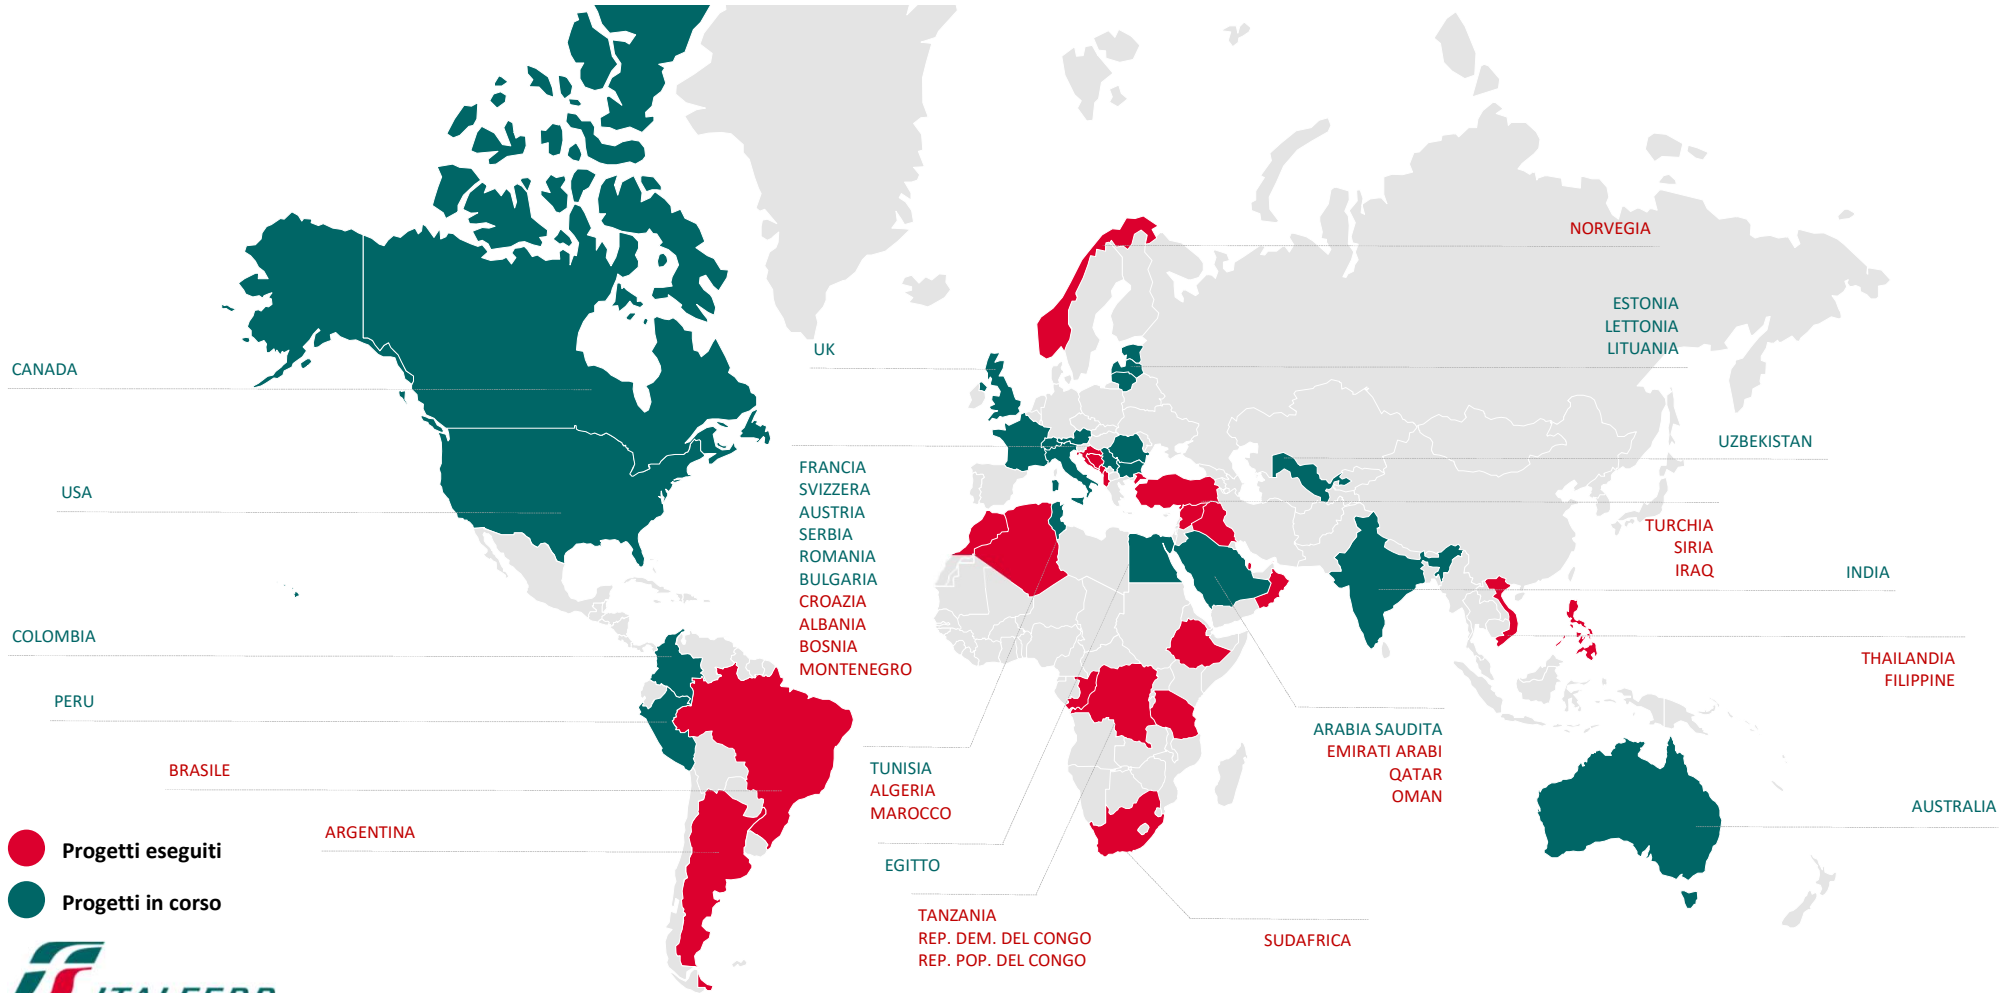 NORVEGIA
ESTONIA
LETTONIA
LITUANIA
UK
CANADA
UZBEKISTAN
USA
FRANCIA
SVIZZERA
AUSTRIA
SERBIA
ROMANIA
BULGARIA
CROAZIA
ALBANIA
BOSNIA
MONTENEGRO
TURCHIA
SIRIA
IRAQ
INDIA
COLOMBIA
THAILANDIA
FILIPPINE
PERU
ARABIA SAUDITA
EMIRATI ARABI
QATAR
OMAN
BRASILE
TUNISIA
ALGERIA
MAROCCO
AUSTRALIA
ARGENTINA
Progetti eseguiti
EGITTO
Progetti in corso
TANZANIA
REP. DEM. DEL CONGO
REP. POP. DEL CONGO
SUDAFRICA
ITALFERR